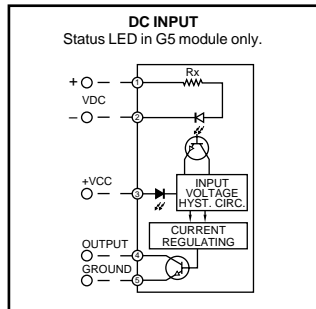 DC INPUT
Status LED in G5 module only.
Rx
+
1
VDC
–
2
+VCC
3
INPUT
VOLTAGE
HYST. CIRC.
CURRENT
REGULATING
OUTPUT
4
GROUND
5